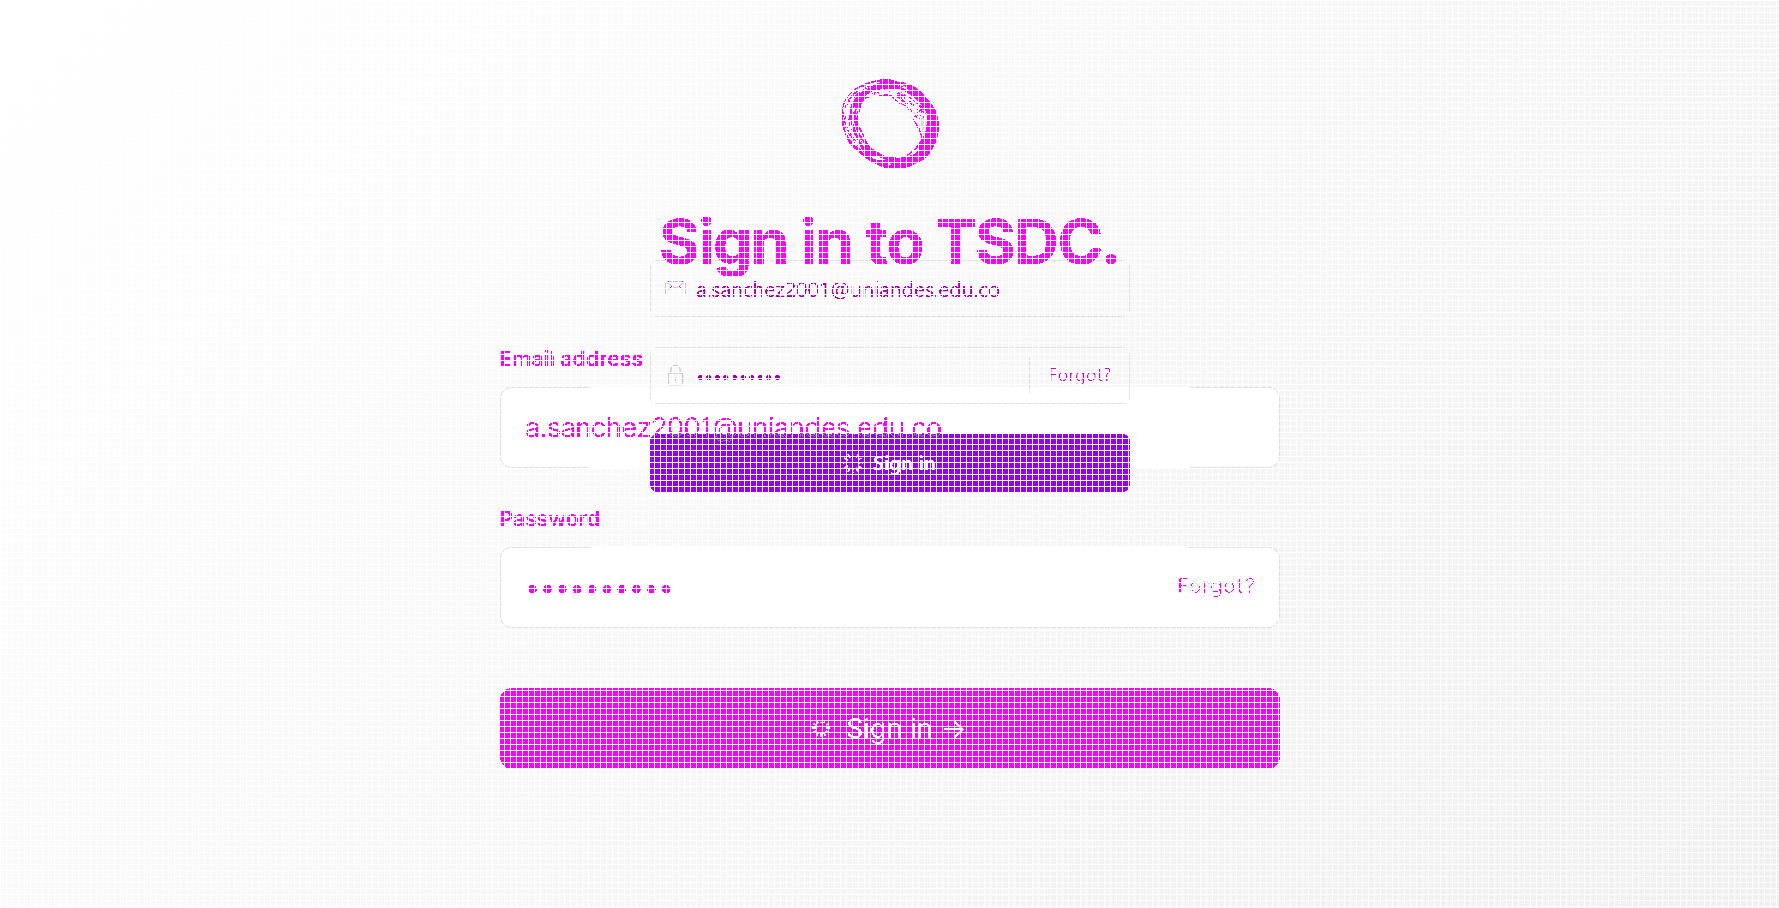 Sign in to TSDC.
a.sanchez2001@uniandes.edu.co
Email address
Forgot?
a.sanchez2001@uniandes.edu.co
Sign in
Password
Forgot?
Sign in →